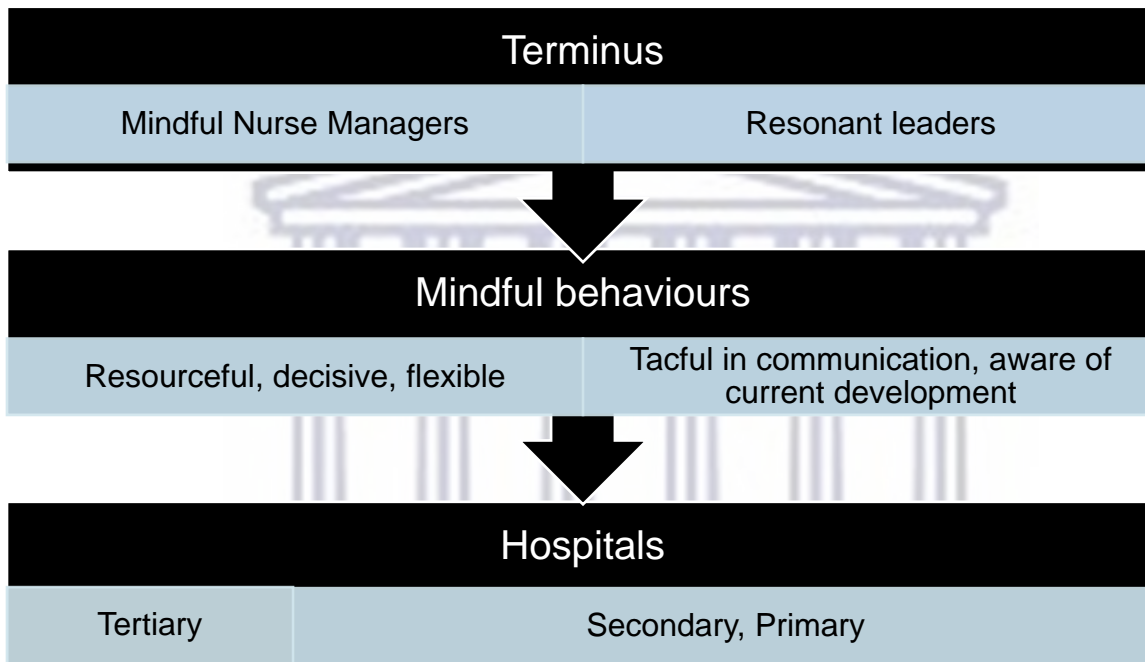 Terminus
Mindful Nurse Managers
Resonant leaders
Mindful behaviours
Resourceful, decisive, flexible
Tacful in communication, aware of
current development
Hospitals
Tertiary
Secondary, Primary